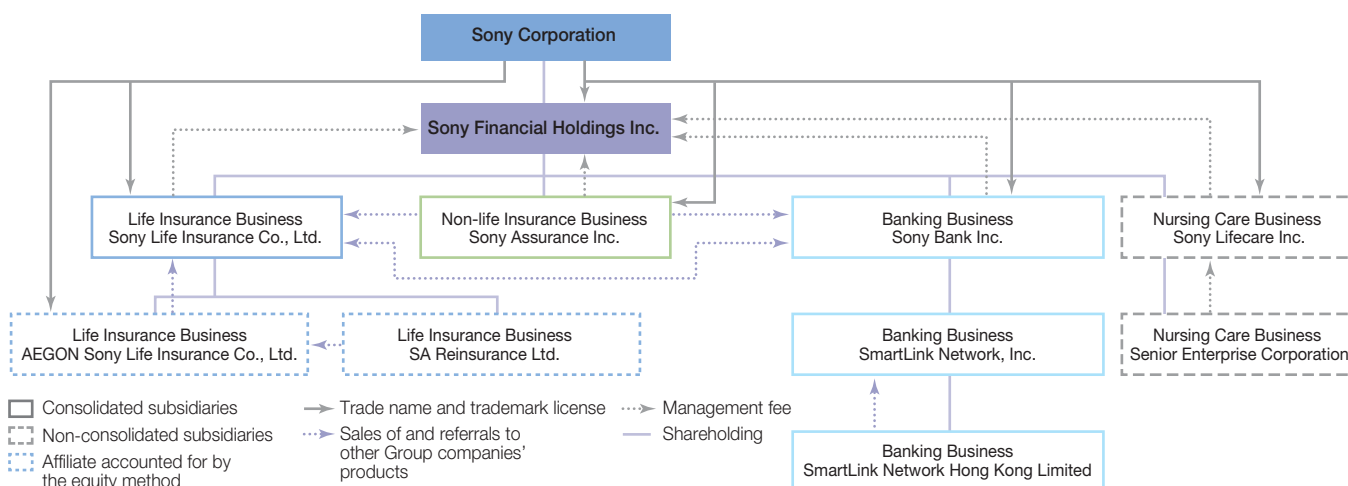 Sony Corporation
Sony Financial Holdings Inc.
Life Insurance Business
Sony Life Insurance Co., Ltd.
Non-life Insurance Business
Sony Assurance Inc.
Banking Business
Sony Bank Inc.
Nursing Care Business
Sony Lifecare Inc.
Life Insurance Business
AEGON Sony Life Insurance Co., Ltd.
Life Insurance Business
SA Reinsurance Ltd.
Banking Business
SmartLink Network, Inc.
Nursing Care Business
Senior Enterprise Corporation
Banking Business
SmartLink Network Hong Kong Limited
Consolidated subsidiaries
Non-consolidated subsidiaries
Affiliate accounted for by
the equity method
Trade name and trademark license
Sales of and referrals to
other Group companies'
products
Management fee
Shareholding